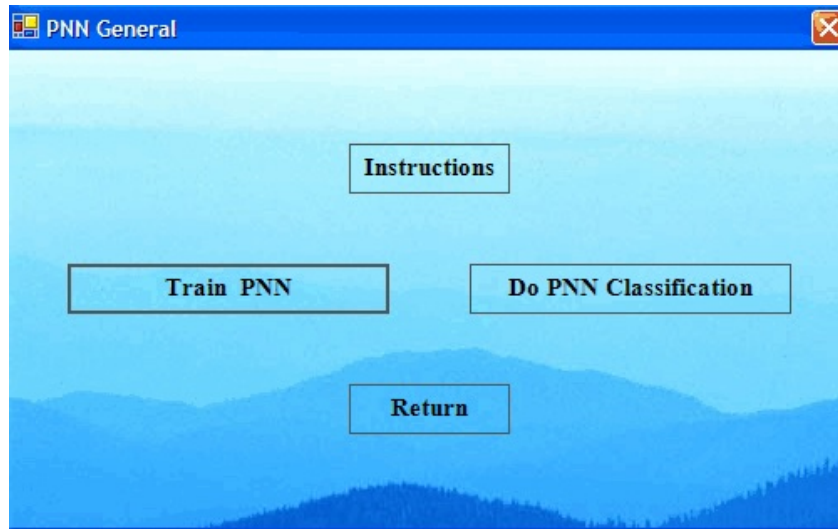 PNN General
Instructions
Train PNN
Do PNN Classification
Return